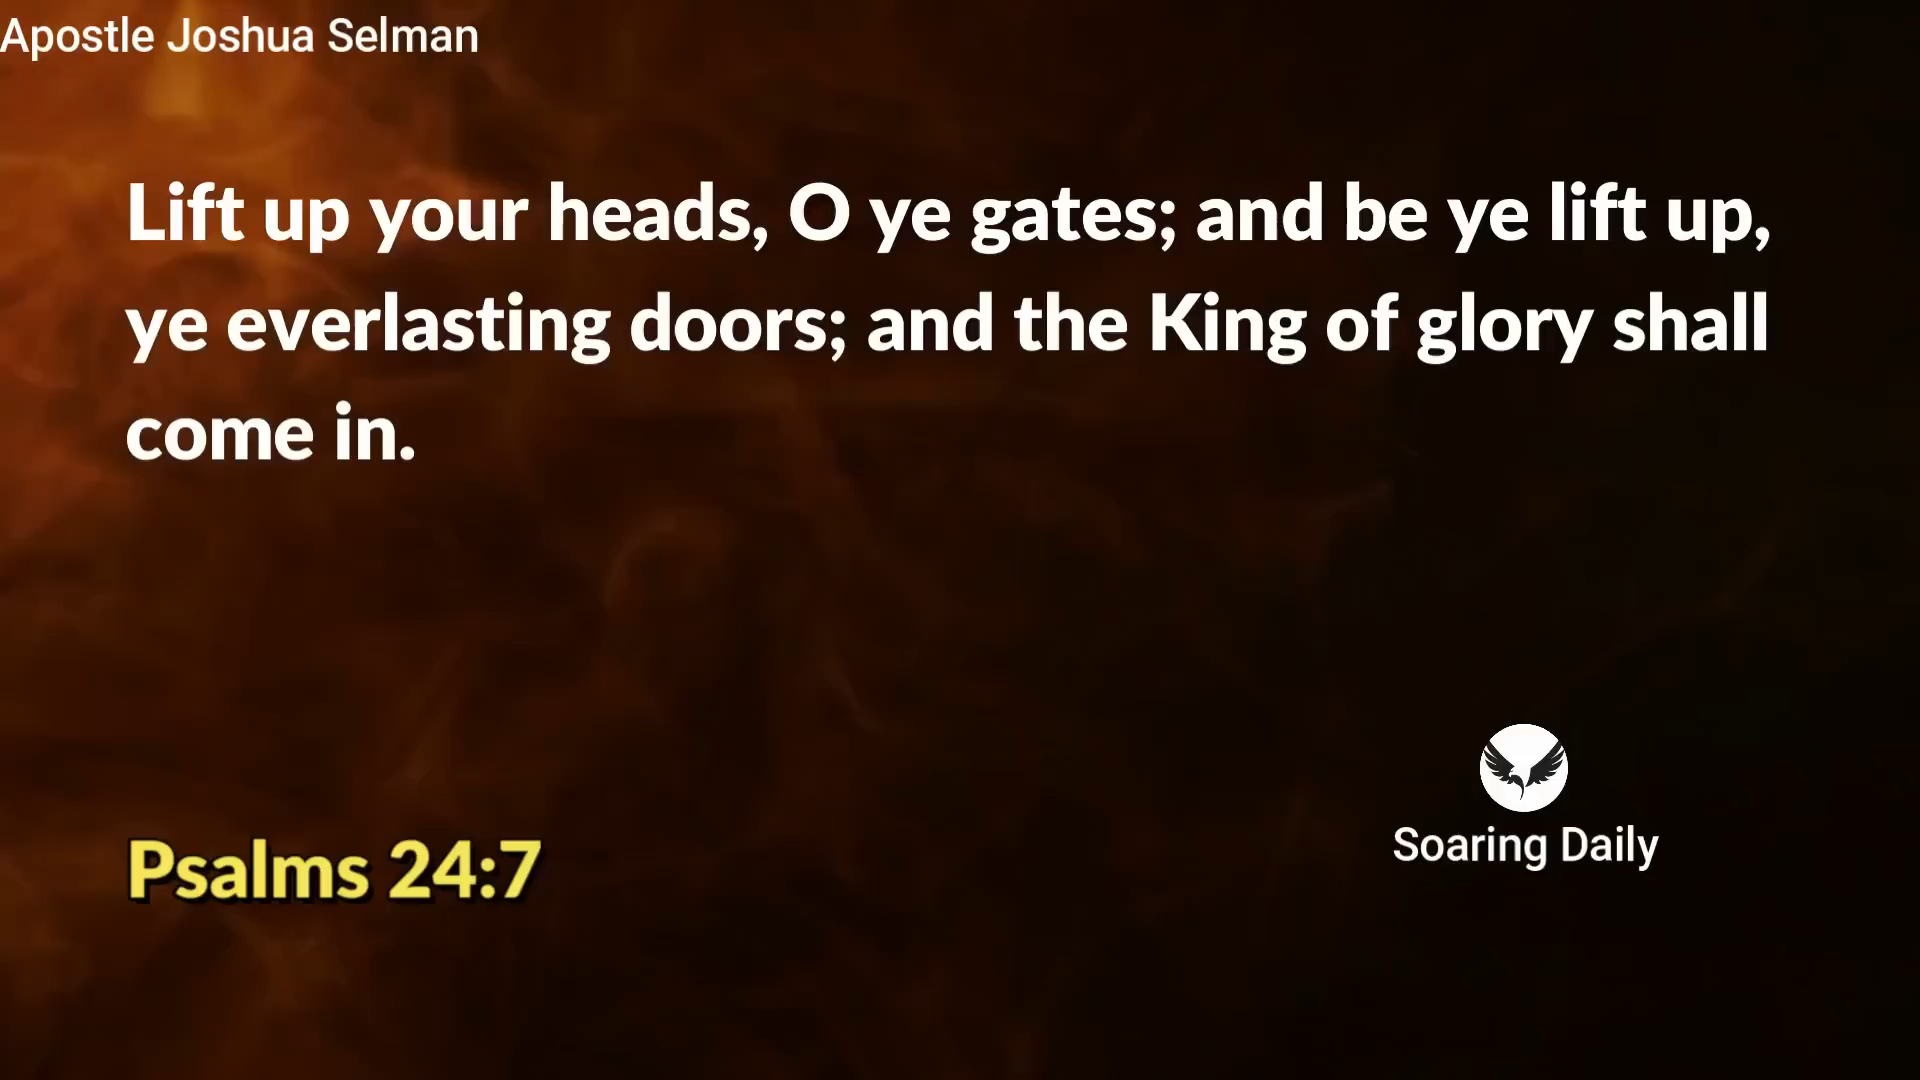 Apostle Joshua Selman
Lift up your heads, O ye gates; and be ye lift up,
ye everlasting doors; and the King of glory shall
come in.
Psalms 24:7
Soaring Daily